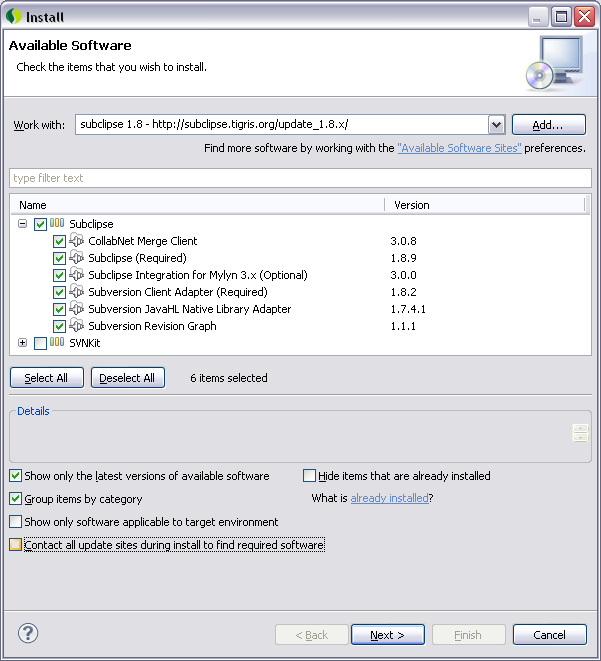 Install
Available Software
Check the items that you wish to install.
Work with: subclipse 1.8 - http://subclipse.tigris.org/update_1.8.x/ Add...
Find more software by working with the "Available Software Sites" preferences.
type filter text
Name Version
Subclipse
CollabNet Merge Client 3.0.8
Subclipse (Required) 1.8.9
Subclipse Integration for Mylyn 3.x (Optional) 3.0.0
Subversion Client Adapter (Required) 1.8.2
Subversion JavaHL Native Library Adapter 1.7.4.1
Subversion Revision Graph 1.1.1
SVNKit
Select All Deselect All 6 items selected
Details
Show only the latest versions of available software Hide items that are already installed
Group items by category What is already installed?
Show only software applicable to target environment
Contact all update sites during install to find required software
? < Back Next > Finish Cancel